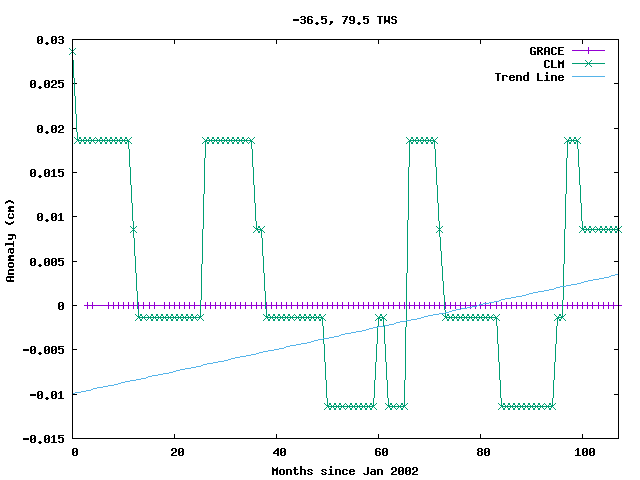 -36.5, 79.5 TWS
0.03
0.025
0.02
0.015
0.01
0.005
0
-0.005
-0.01
-0.015
Anomaly (cm)
GRACE
CLM
Trend Line
0 20 40 60 80 100
Months since Jan 2002